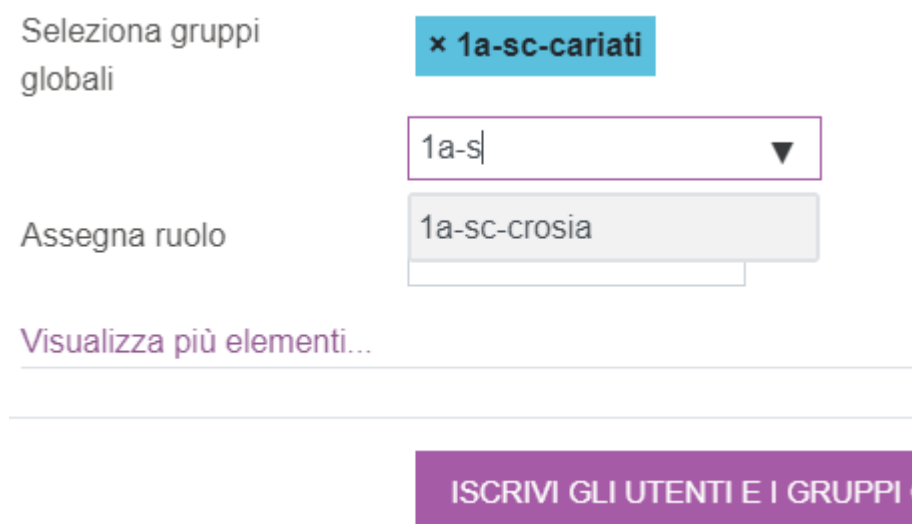 Seleziona gruppi
globali
× 1a-sc-cariati
1a-s
▼
Assegna ruolo
1a-sc-crosia
Visualizza più elementi...
ISCRIVI GLI UTENTI E I GRUPPI